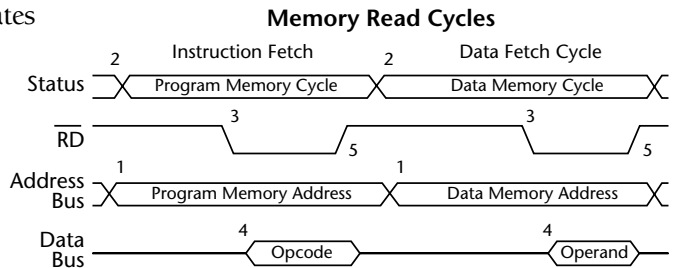 ates
Memory Read Cycles
Instruction Fetch
Data Fetch Cycle
2
2
Status
Program Memory Cycle
Data Memory Cycle
3
3
RD
5
5
1
1
Address
Bus
Program Memory Address
Data Memory Address
4
4
Data
Bus
Opcode
Operand